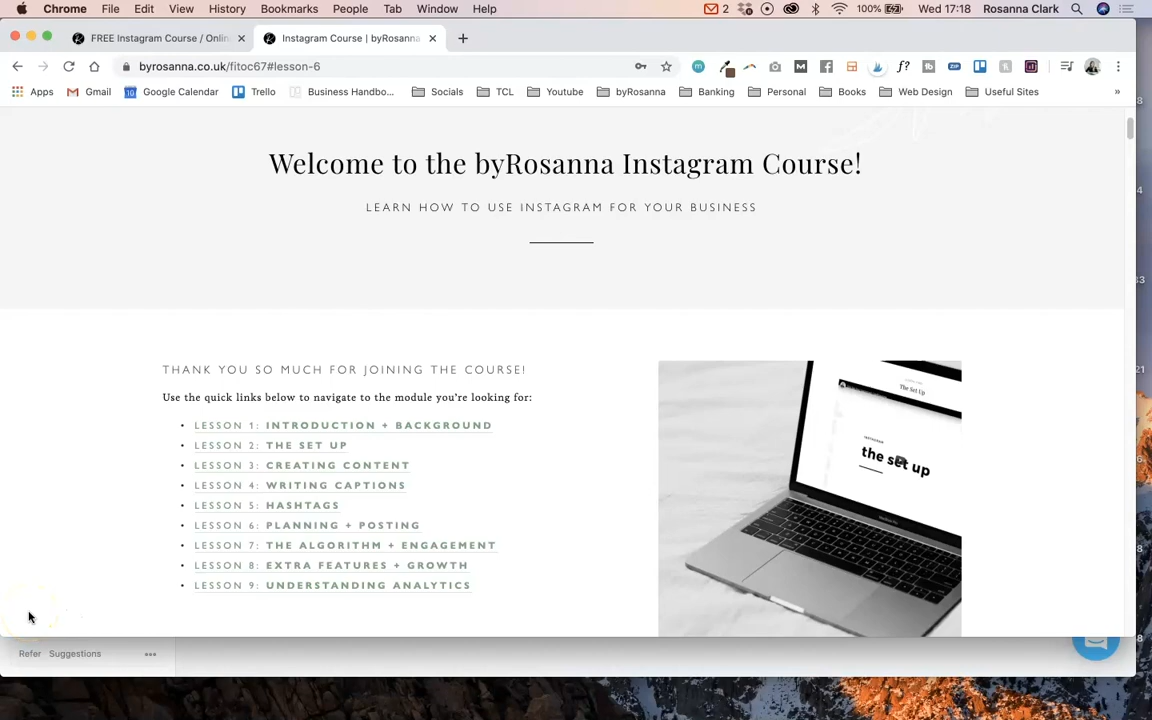 Chrome File Edit View History Bookmarks People Tab Window Help 2 100% Wed 17:18 Rosanna Clark
FREE Instagram Course / Onlin
Instagram Course | byRosanna
byrosanna.co.uk/fitoc67#lesson-6
Apps Gmail Google Calendar Trello Business Handbo... Socials TCL Youtube byRosanna Banking Personal Books Web Design Useful Sites »
Welcome to the byRosanna Instagram Course!
LEARN HOW TO USE INSTAGRAM FOR YOUR BUSINESS
THANK YOU SO MUCH FOR JOINING THE COURSE!
Use the quick links below to navigate to the module you're looking for:
• LESSON 1: INTRODUCTION + BACKGROUND
• LESSON 2: THE SET UP
• LESSON 3: CREATING CONTENT
• LESSON 4: WRITING CAPTIONS
• LESSON 5: HASHTAGS
• LESSON 6: PLANNING + POSTING
• LESSON 7: THE ALGORITHM + ENGAGEMENT
• LESSON 8: EXTRA FEATURES + GROWTH
• LESSON 9: UNDERSTANDING ANALYTICS
The Set Up
INSTAGRAM
the set up
Refer Suggestions •••